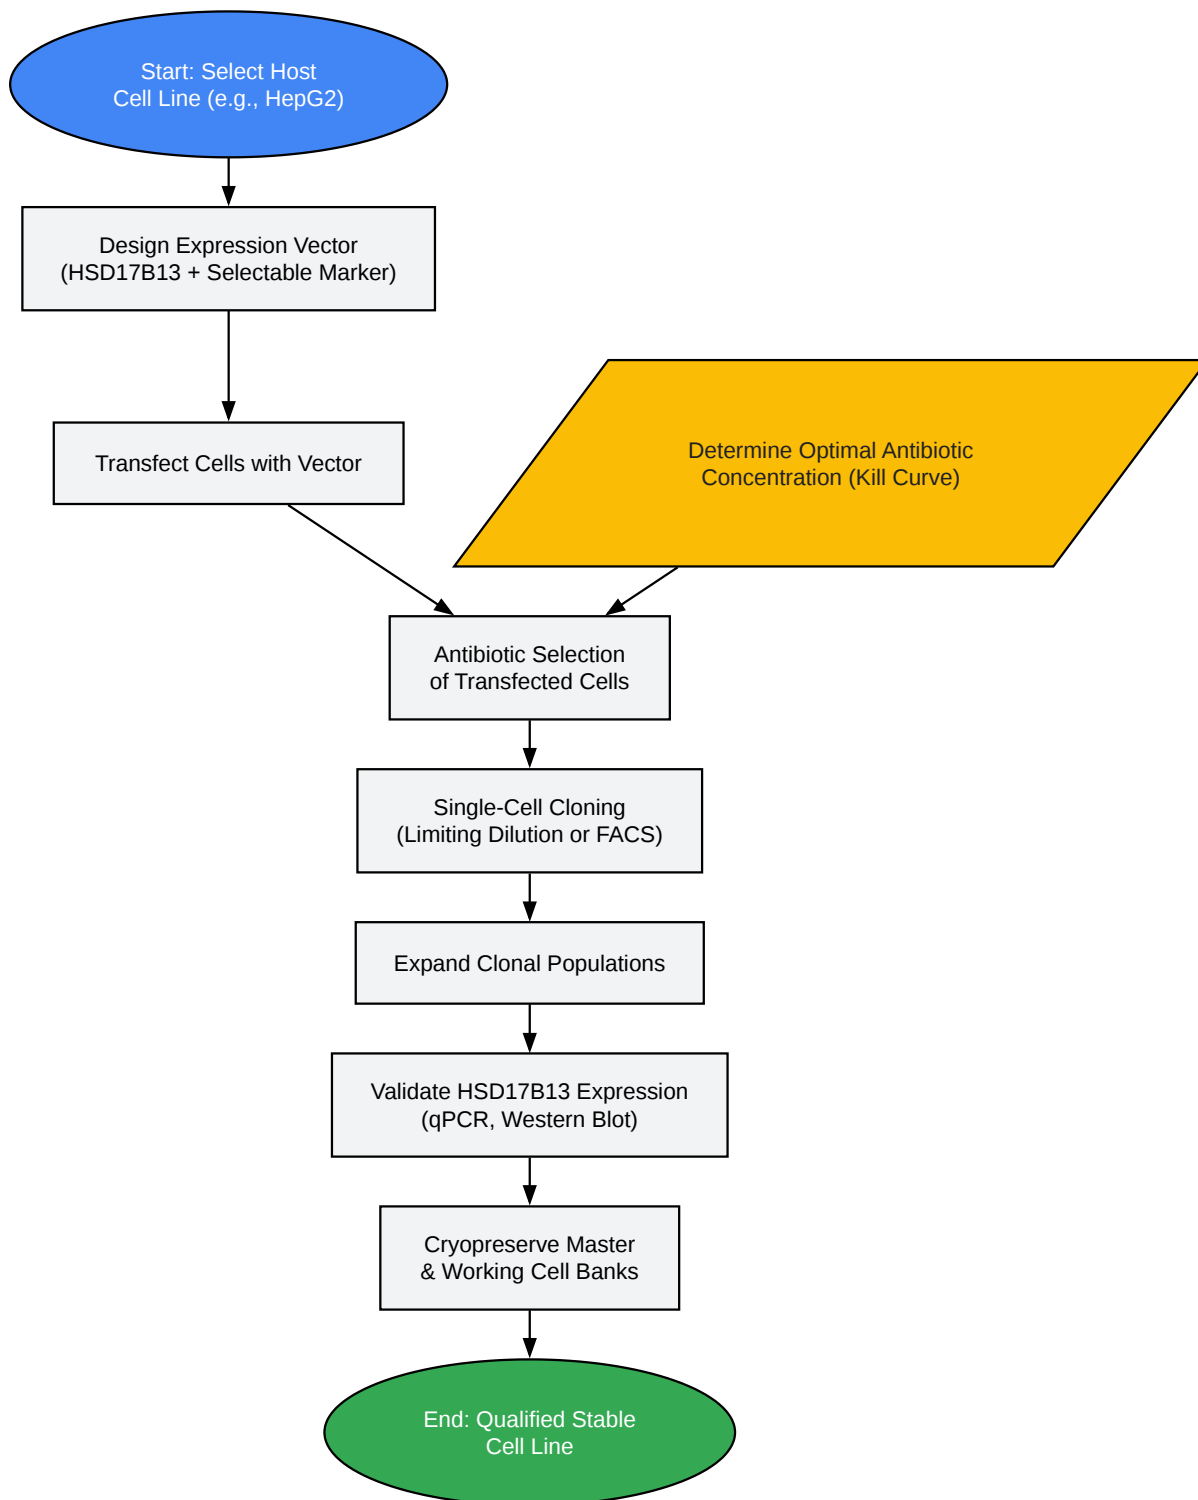 Start: Select Host
Cell Line (e.g., HepG2)
Design Expression Vector
(HSD17B13 + Selectable Marker)
Transfect Cells with Vector
Determine Optimal Antibiotic
Concentration (Kill Curve)
Antibiotic Selection
of Transfected Cells
Single-Cell Cloning
(Limiting Dilution or FACS)
Expand Clonal Populations
Validate HSD17B13 Expression
(qPCR, Western Blot)
Cryopreserve Master
& Working Cell Banks
End: Qualified Stable
Cell Line